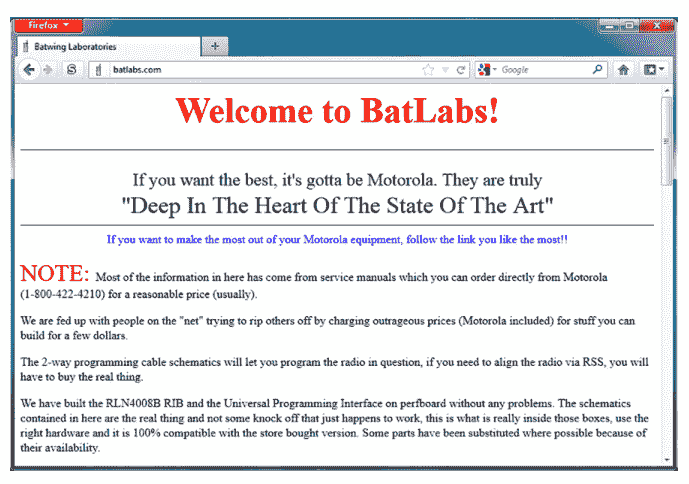 Firefox
Batwing Laboratories
batlabs.com
Google
Welcome to BatLabs!
If you want the best, it's gotta be Motorola. They are truly
"Deep In The Heart Of The State Of The Art"
If you want to make the most out of your Motorola equipment, follow the link you like the most!!
NOTE: Most of the information in here has come from service manuals which you can order directly from Motorola
(1-800-422-4210) for a reasonable price (usually).
We are fed up with people on the "net" trying to rip others off by charging outrageous prices (Motorola included) for stuff you can
build for a few dollars.
The 2-way programming cable schematics will let you program the radio in question, if you need to align the radio via RSS, you will
have to buy the real thing.
We have built the RLN4008B RIB and the Universal Programming Interface on perfboard without any problems. The schematics
contained in here are the real thing and not some knock off that just happens to work, this is what is really inside those boxes, use the
right hardware and it is 100% compatible with the store bought version. Some parts have been substituted where possible because of
their availability.